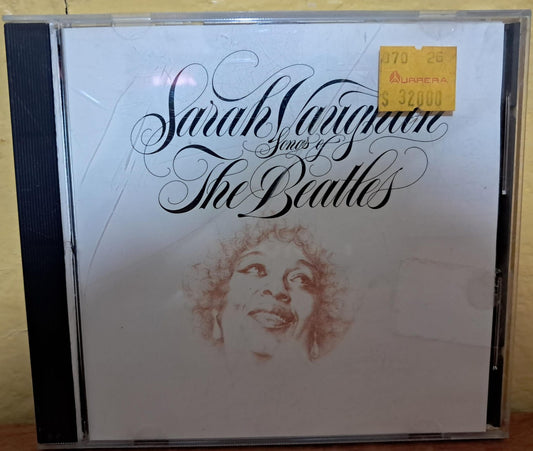 070 26
AURRERA
$ 32000
Sarah Vaughan
Songs of
The Beatles